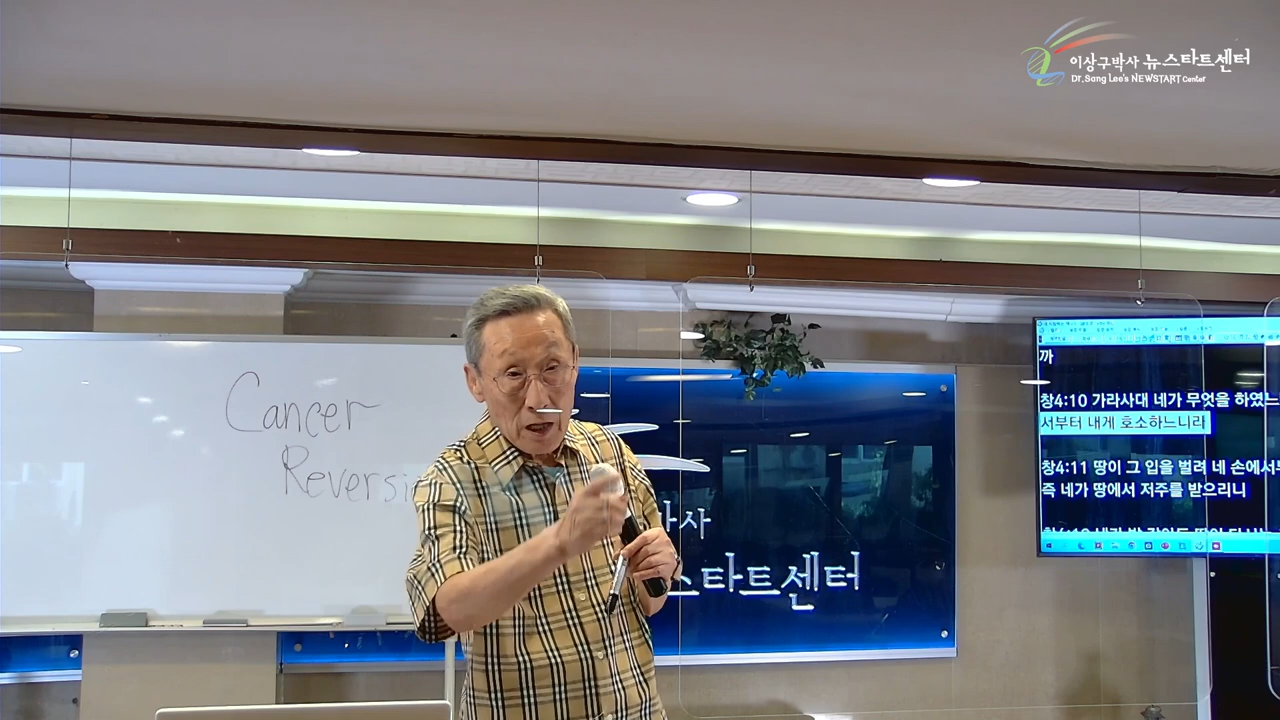 이상구박사 뉴스타트센터
Dr.Sang Lee's NEWSTART Center
Cancer
Reversi
까
창4:10 가라사대 네가 무엇을 하였느
서부터 내게 호소하느니라
창4:11 땅이 그 입을 벌려 네 손에서부
즉 네가 땅에서 저주를 받으리니
박사
스타트센터